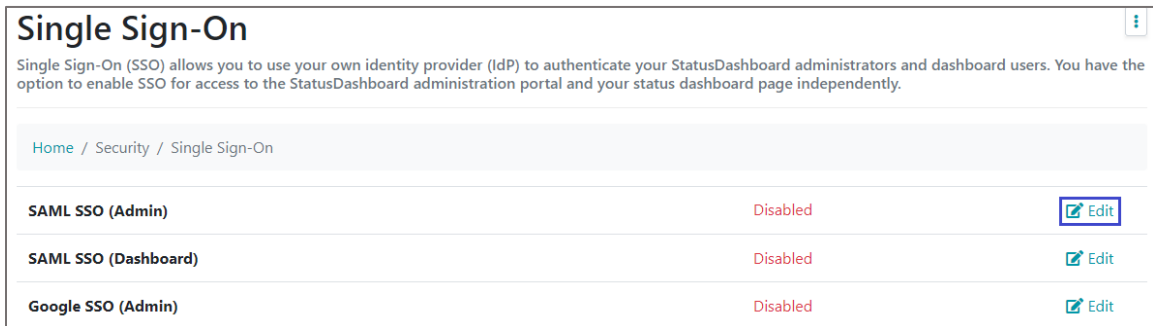 Single Sign-On
Single Sign-On (SSO) allows you to use your own identity provider (IdP) to authenticate your StatusDashboard administrators and dashboard users. You have the
option to enable SSO for access to the StatusDashboard administration portal and your status dashboard page independently.
Home / Security / Single Sign-On
SAML SSO (Admin) Disabled Edit
SAML SSO (Dashboard) Disabled Edit
Google SSO (Admin) Disabled Edit